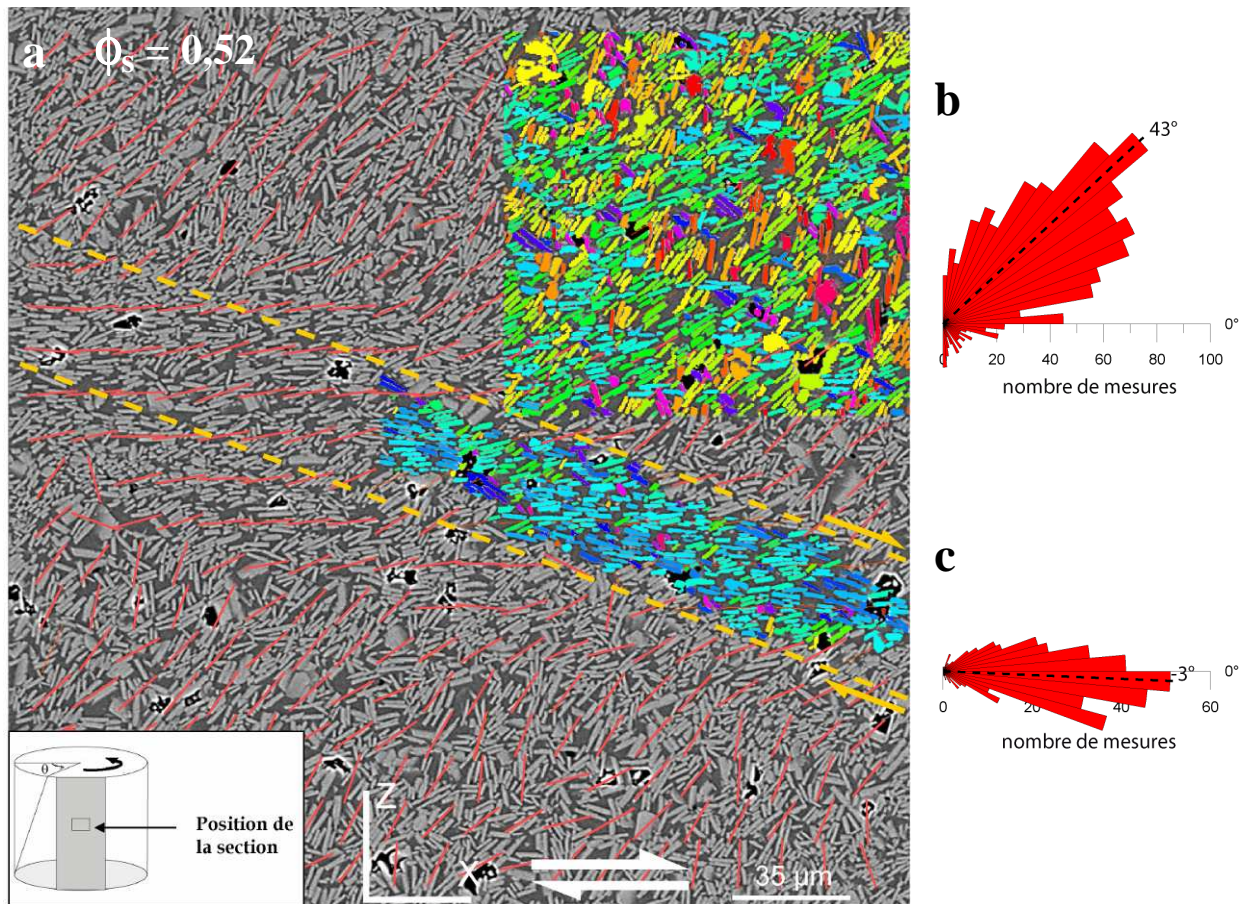 a ϕs = 0,52
b
43°
0°
0 20 40 60 80 100
nombre de mesures
c
-3°
0°
0 20 40 60
nombre de mesures
θ
Position de
la section
Z
X
35 µm